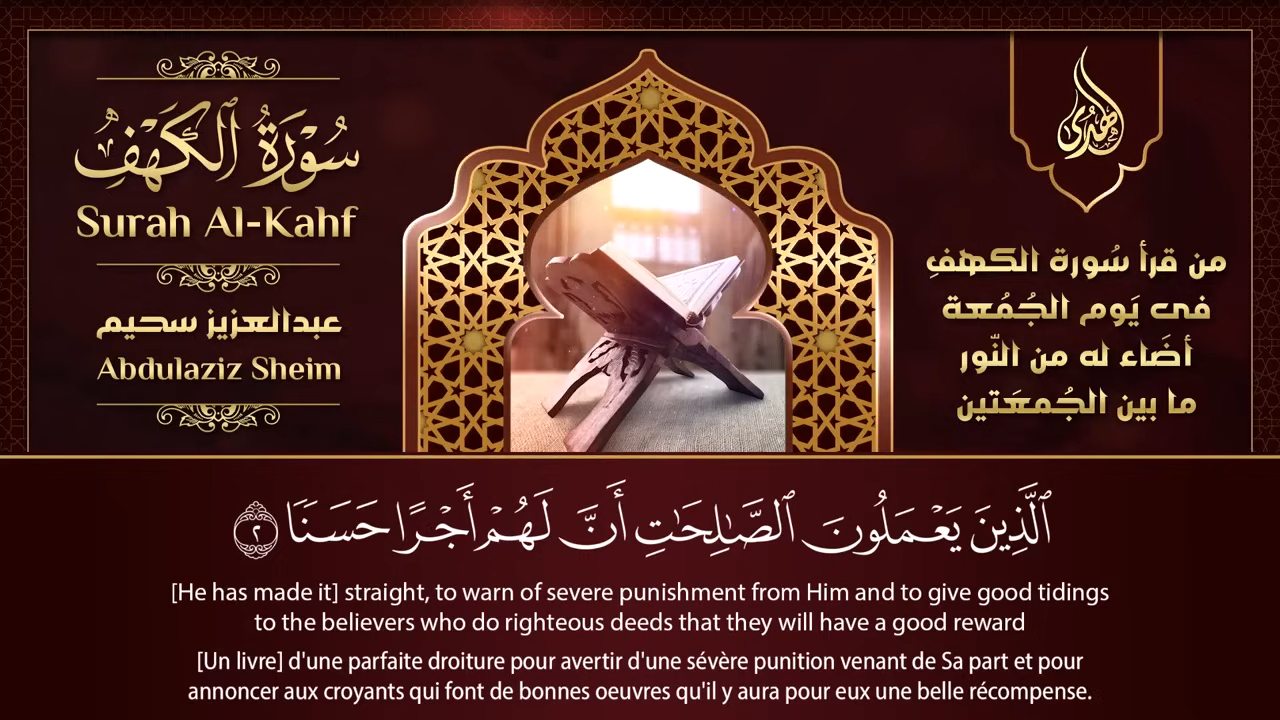 سُوْرَةُ ٱلْكَهْفِ
Surah Al-Kahf
عبدالعزيز سحيم
Abdulaziz Sheim
الهدى
من قرأ سُورة الكهفِ
فى يَوم الجُمُعة
أضَاء له من النّور
ما بين الجُمعَتين
ٱلَّذِينَ يَعْمَلُونَ ٱلصَّـٰلِحَـٰتِ أَنَّ لَهُمْ أَجْرًا حَسَنًا ٢
[He has made it] straight, to warn of severe punishment from Him and to give good tidings
to the believers who do righteous deeds that they will have a good reward
[Un livre] d'une parfaite droiture pour avertir d'une sévère punition venant de Sa part et pour
annoncer aux croyants qui font de bonnes oeuvres qu'il y aura pour eux une belle récompense.